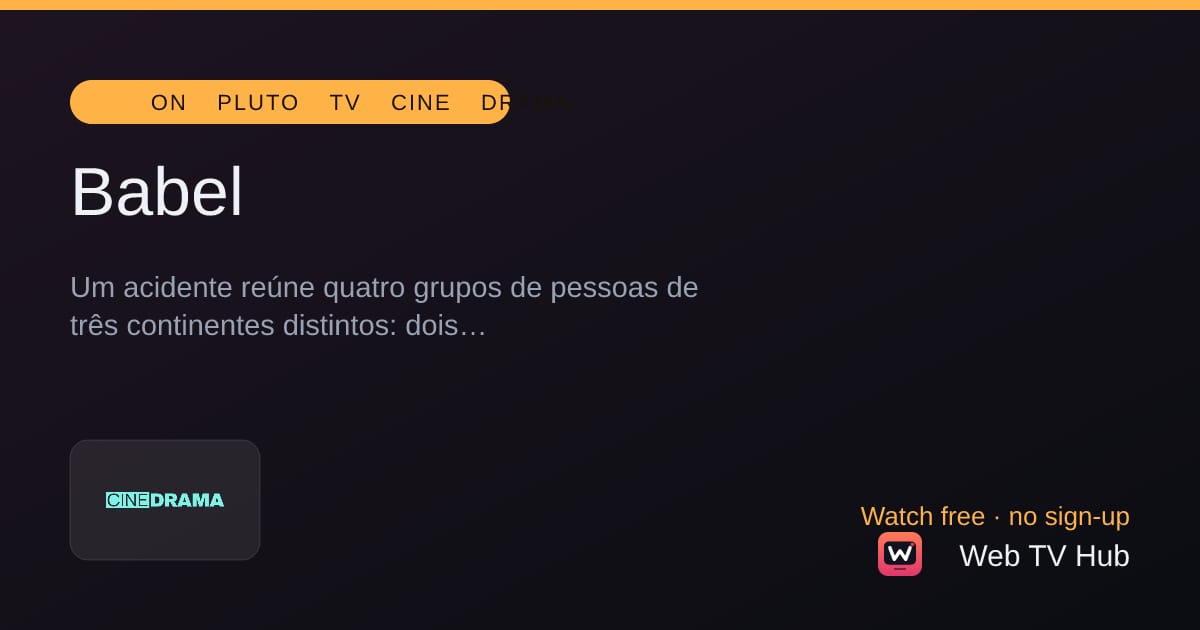 ON PLUTO TV CINE DRAMA
Babel
Um acidente reúne quatro grupos de pessoas de
três continentes distintos: dois…
CINEDRAMA
Watch free · no sign-up
W
Web TV Hub